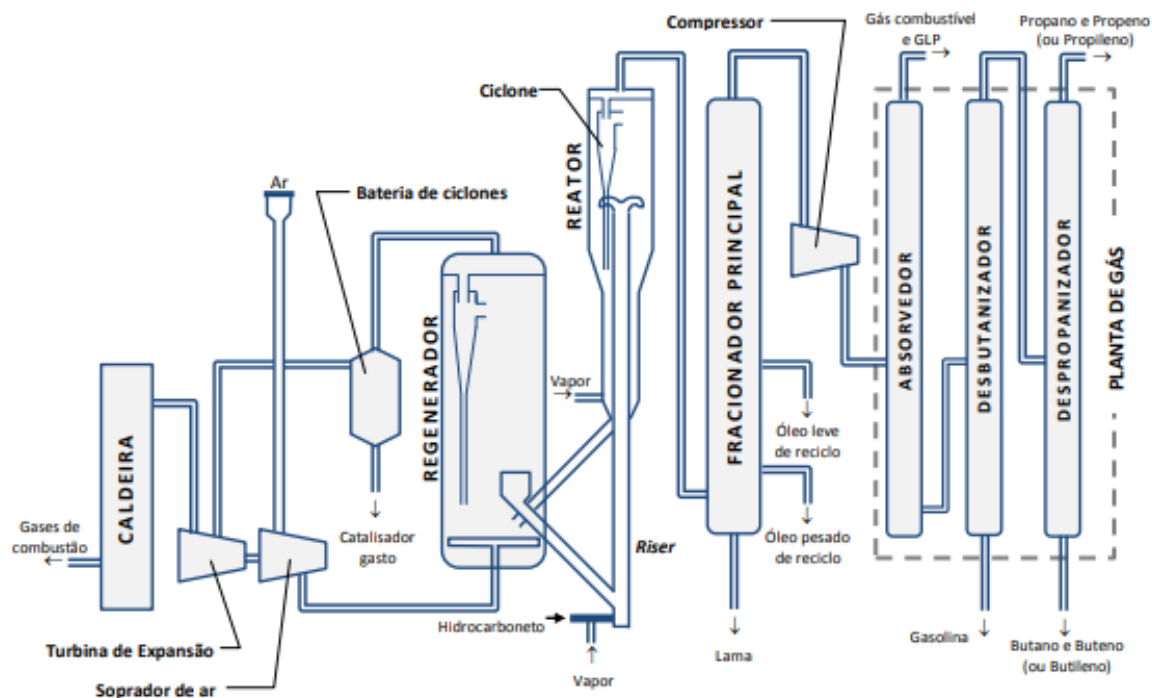 Compressor
Gás combustível
e GLP
Propano e Propeno
(ou Propileno)
Ciclone
REATOR
Ar
Bateria de ciclones
FRACIONADOR PRINCIPAL
ABSORVEDOR
DESBUTANIZADOR
DESPROPANIZADOR
PLANTA DE GÁS
REGENERADOR
CALDEIRA
Vapor
Óleo leve
de reciclo
Gases de
combustão
Catalisador
gasto
Riser
Óleo pesado
de reciclo
Hidrocarboneto
Turbina de Expansão
Lama
Gasolina
Butano e Buteno
(ou Butileno)
Soprador de ar
Vapor